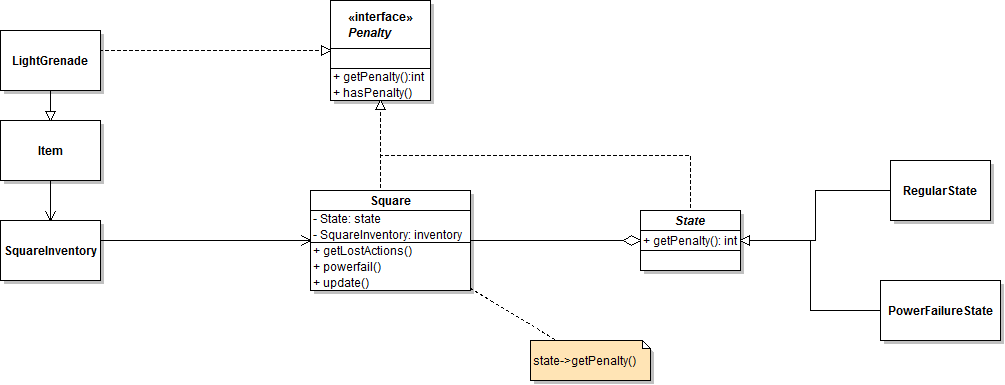 «interface»
Penalty
+ getPenalty():int
+ hasPenalty()
LightGrenade
Item
SquareInventory
Square
- State: state
- SquareInventory: inventory
+ getLostActions()
+ powerfail()
+ update()
State
+ getPenalty(): int
RegularState
PowerFailureState
state->getPenalty()